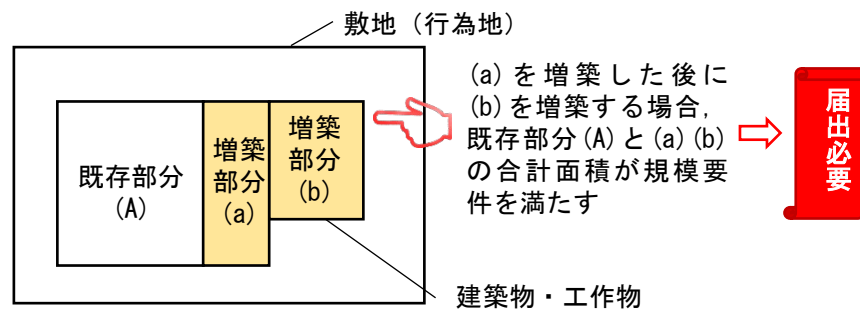 敷地（行為地）
(a)を増築した後に
(b)を増築する場合,
既存部分(A)と(a)(b)
の合計面積が規模要
件を満たす
届出必要
既存部分
(A)
増築
部分
(a)
増築
部分
(b)
建築物・工作物